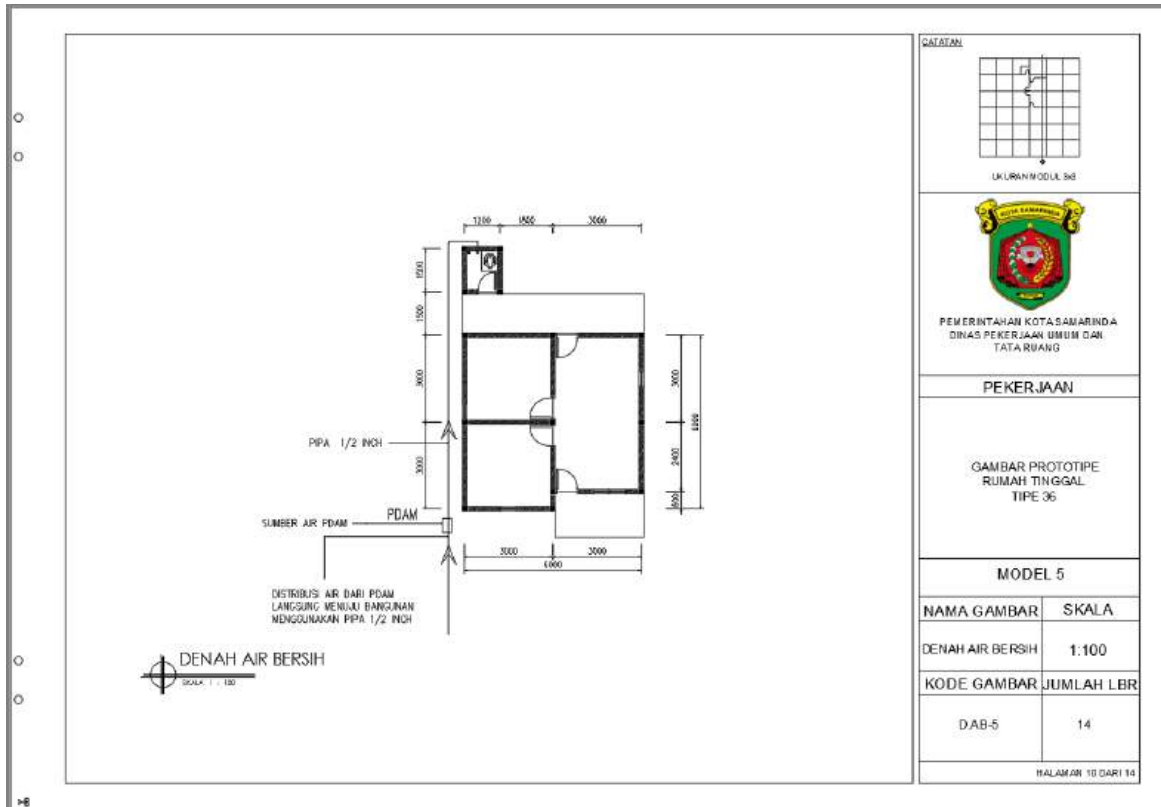 1200
1800
3000
1500
1500
3000
3000
3000
2400
600
6000
PIPA 1/2 INCH
PDAM
SUMBER AIR PDAM
3000
3000
6000
DISTRIBUSI AIR DARI PDAM
LANGSUNG MENUJU BANGUNAN
MENGGUNAKAN PIPA 1/2 INCH
DENAH AIR BERSIH
SKALA 1 : 100
CATATAN
UKURAN MODUL 3x3
KOTA SAMARINDA
PEMERINTAHAN KOTA SAMARINDA
DINAS PEKERJAAN UMUM DAN
TATA RUANG
PEKERJAAN
GAMBAR PROTOTIPE
RUMAH TINGGAL
TIPE 36
MODEL 5
NAMA GAMBAR
SKALA
DENAH AIR BERSIH
1:100
KODE GAMBAR
JUMLAH LBR
DAB-5
14
HALAMAN 10 DARI 14